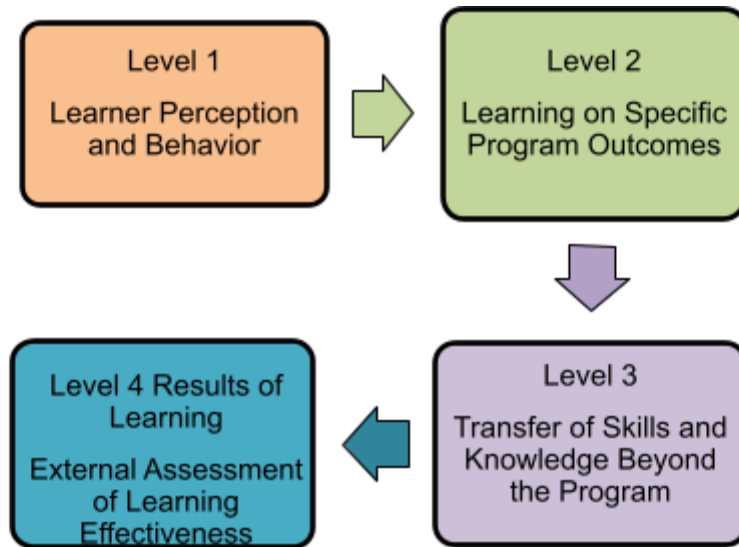 Level 1
Learner Perception
and Behavior
Level 2
Learning on Specific
Program Outcomes
Level 3
Transfer of Skills and
Knowledge Beyond
the Program
Level 4 Results of
Learning
External Assessment
of Learning
Effectiveness